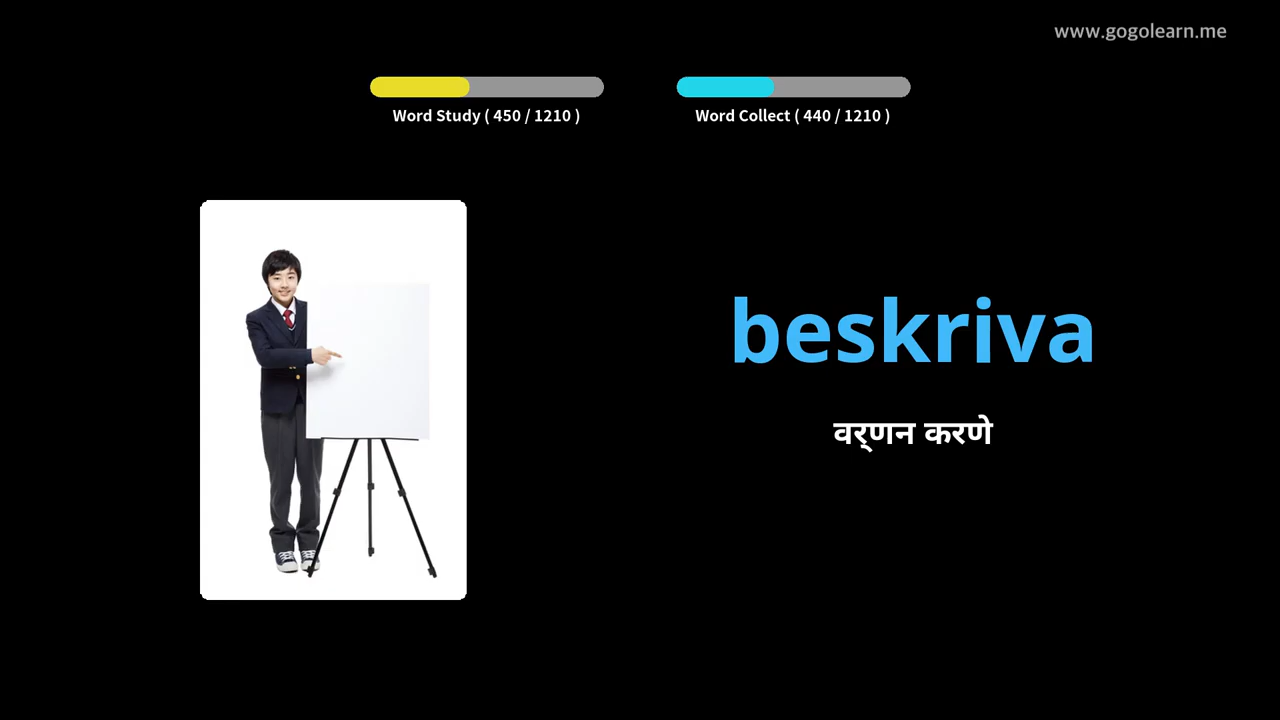 www.gogolearn.me
Word Study ( 450 / 1210 )
Word Collect ( 440 / 1210 )
beskriva
वर्णन करणे